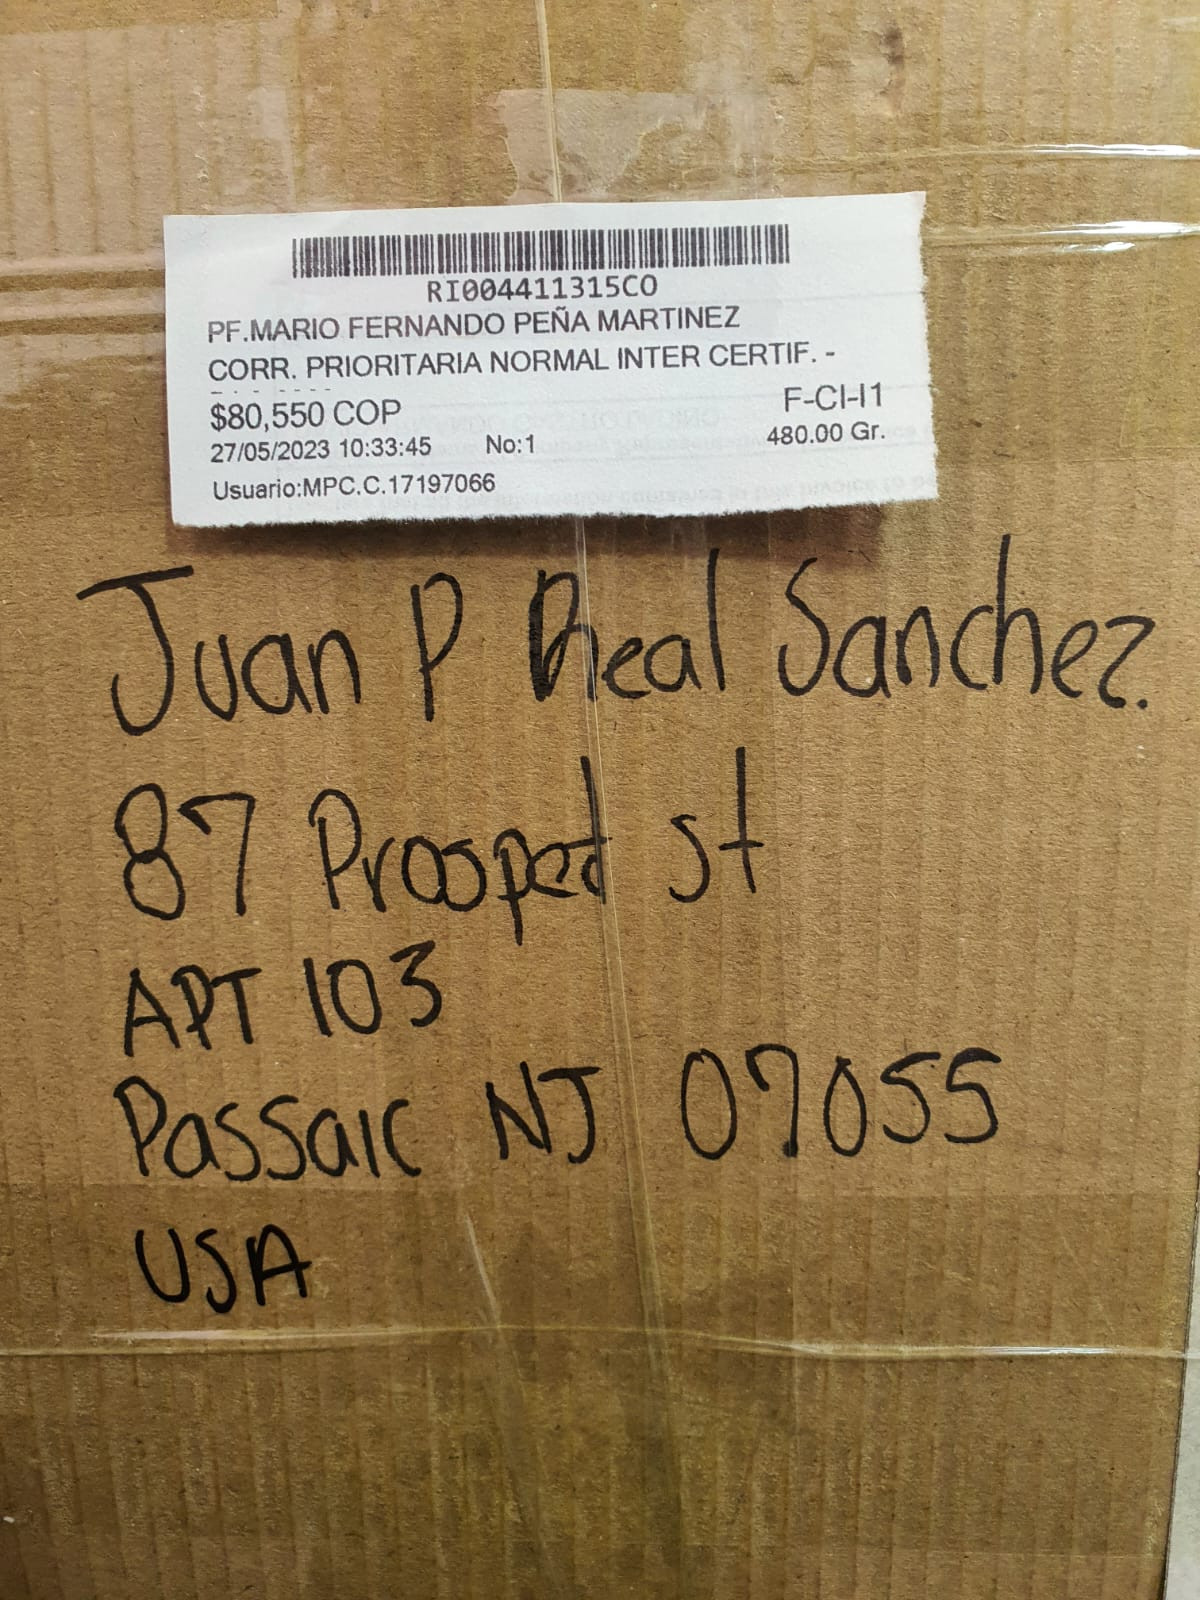 RI004411315CO
PF.MARIO FERNANDO PEÑA MARTINEZ
CORR. PRIORITARIA NORMAL INTER CERTIF. -
$80,550 COP F-CI-I1
27/05/2023 10:33:45 No:1 480.00 Gr.
Usuario:MPC.C.17197066
Juan P Real Sanchez.
87 Prospect st
APT 103
Passaic NJ 07055
USA